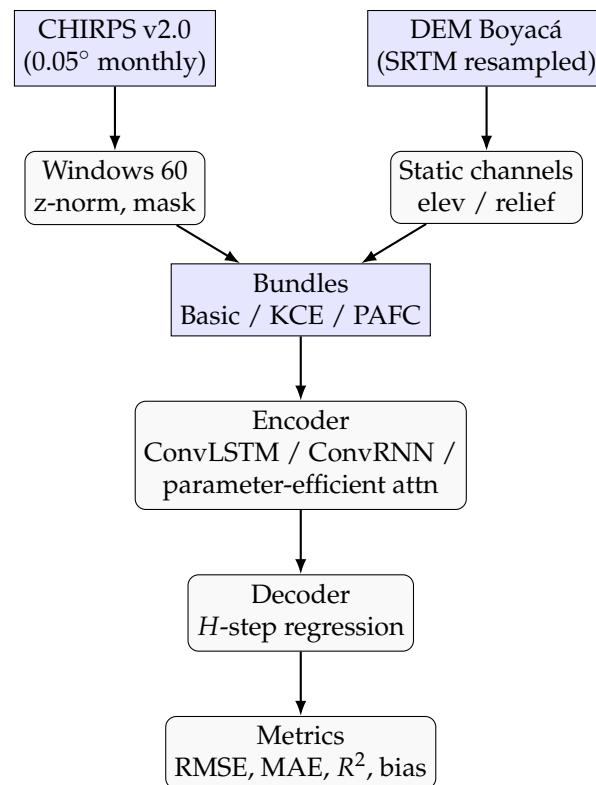 CHIRPS v2.0
(0.05° monthly)
DEM Boyacá
(SRTM resampled)
Windows 60
z-norm, mask
Static channels
elev / relief
Bundles
Basic / KCE / PAFC
Encoder
ConvLSTM / ConvRNN /
parameter-efficient attn
Decoder
H-step regression
Metrics
RMSE, MAE, R², bias